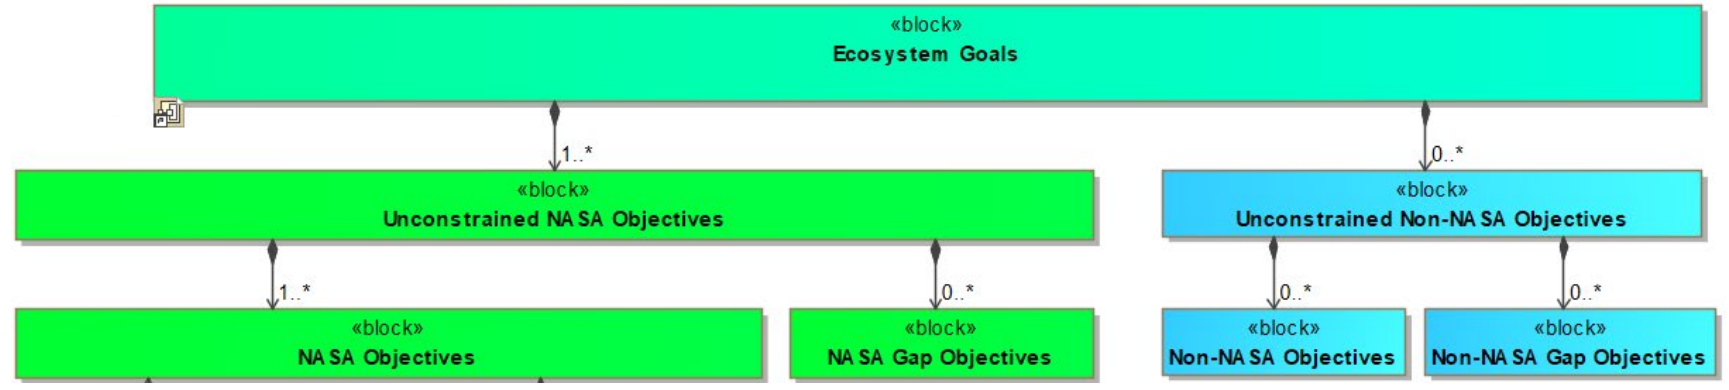 «block»
Ecosystem Goals
1..*
0..*
«block»
Unconstrained NASA Objectives
«block»
Unconstrained Non-NASA Objectives
1..*
0..*
0..*
0..*
«block»
NASA Objectives
«block»
NASA Gap Objectives
«block»
Non-NASA Objectives
«block»
Non-NASA Gap Objectives